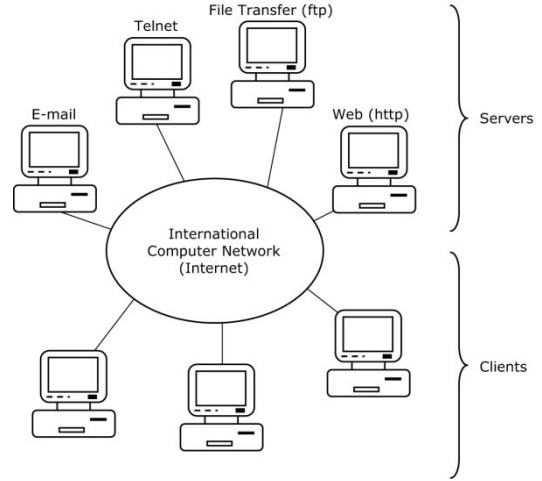 File Transfer (ftp)
Telnet
E-mail
Web (http)
Servers
International
Computer Network
(Internet)
Clients